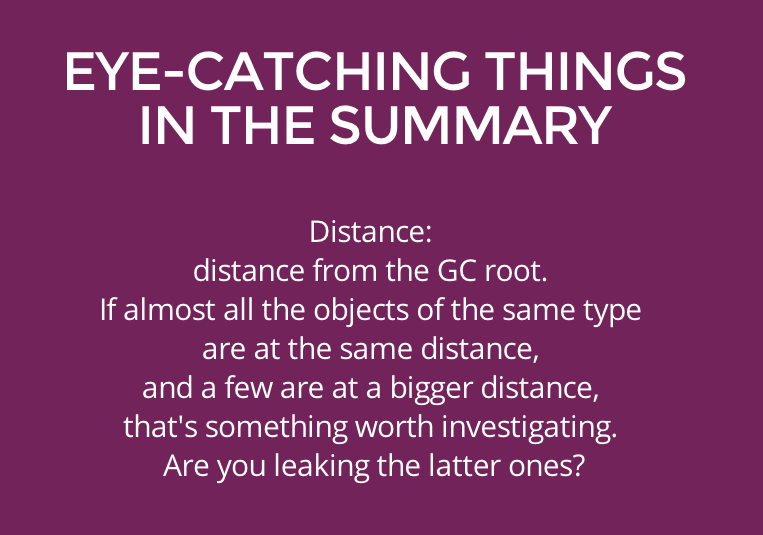 EYE-CATCHING THINGS
IN THE SUMMARY
Distance:
distance from the GC root.
If almost all the objects of the same type
are at the same distance,
and a few are at a bigger distance,
that's something worth investigating.
Are you leaking the latter ones?